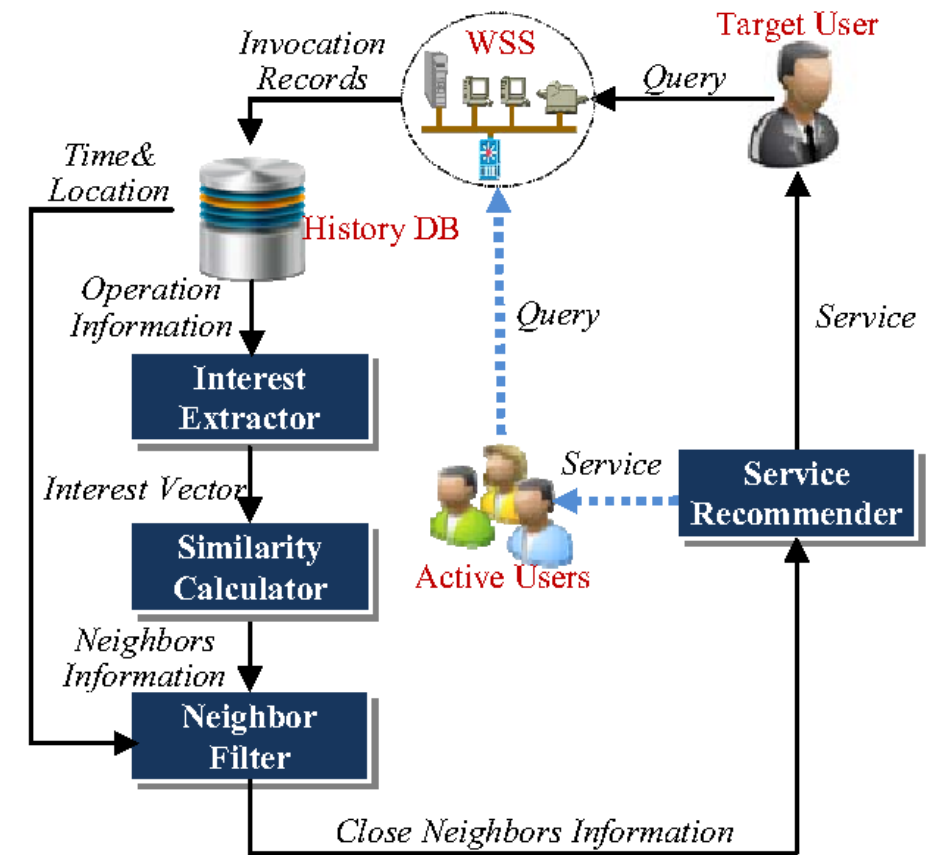 Target User
WSS
Invocation
Records
Query
Time&
Location
History DB
Operation
Information
Query
Service
Interest
Extractor
Interest Vector
Service
Service
Recommender
Similarity
Calculator
Active Users
Neighbors
Information
Neighbor
Filter
Close Neighbors Information